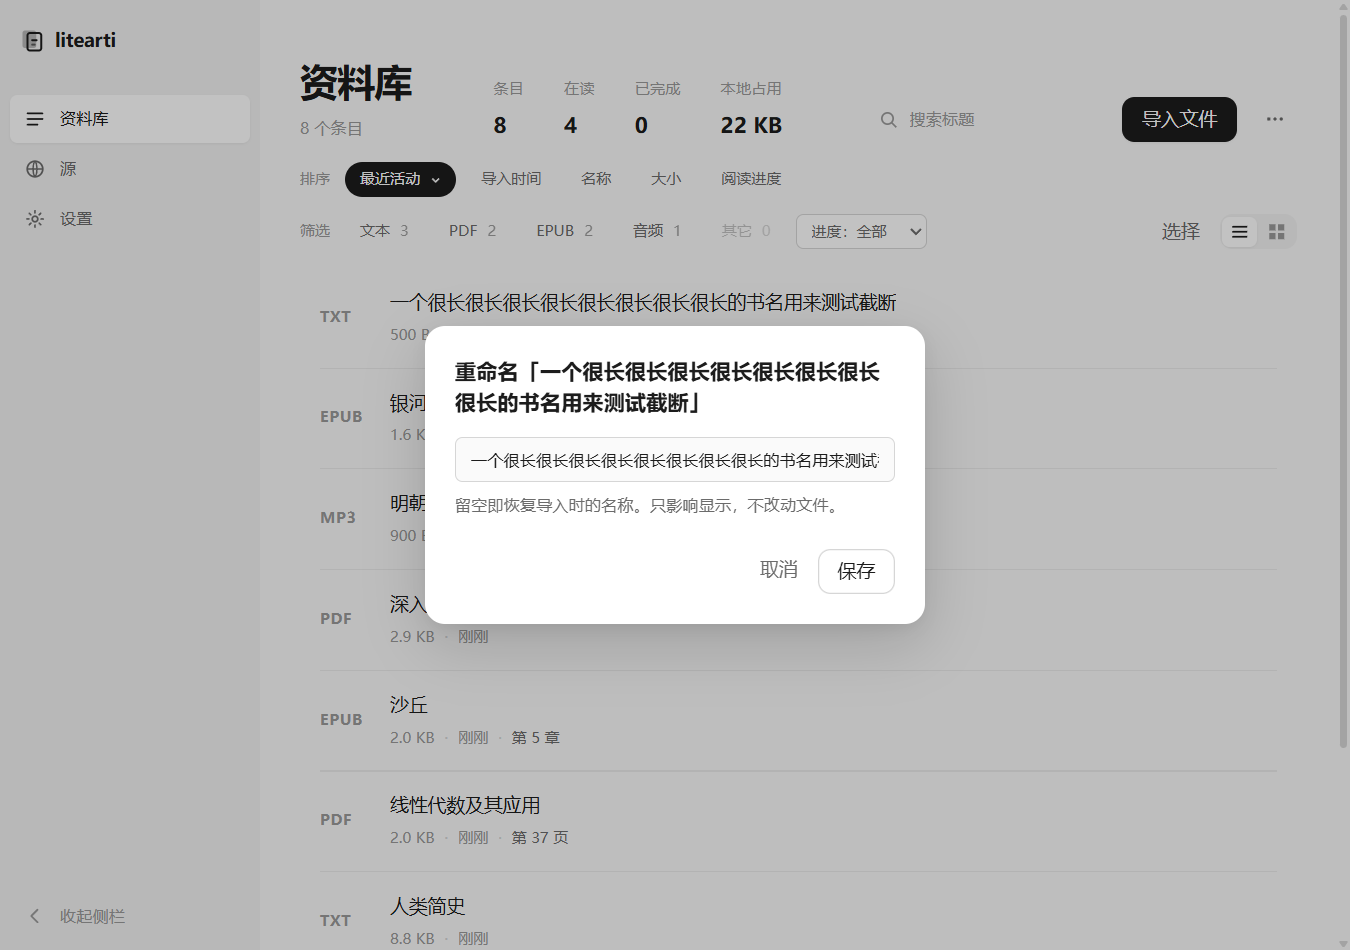 litearti
资料库
源
设置
收起侧栏
资料库
8 个条目
条目 在读 已完成 本地占用
8 4 0 22 KB
搜索标题
导入文件
排序 最近活动 导入时间 名称 大小 阅读进度
筛选 文本 3 PDF 2 EPUB 2 音频 1 其它 0 进度：全部
选择
TXT
一个很长很长很长很长很长很长很长很长的书名用来测试截断
500 B
EPUB
银河
1.6 K
MP3
明朝
900
PDF
深入
2.9 KB · 刚刚
EPUB
沙丘
2.0 KB · 刚刚 · 第 5 章
PDF
线性代数及其应用
2.0 KB · 刚刚 · 第 37 页
TXT
人类简史
8.8 KB · 刚刚
重命名「一个很长很长很长很长很长很长很长很长
很长的书名用来测试截断」
一个很长很长很长很长很长很长很长很长很长的书名用来测试
留空即恢复导入时的名称。只影响显示，不改动文件。
取消
保存